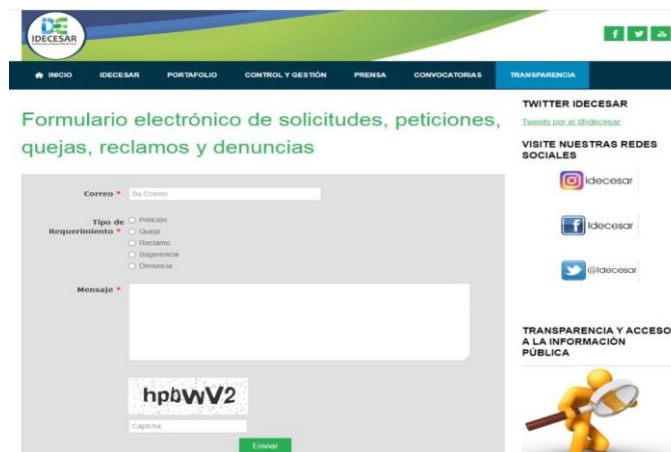 IDECESAR
INICIO IDECESAR PORTAFOLIO CONTROL Y GESTIÓN PRENSA CONVOCATORIAS TRANSPARENCIA
Formulario electrónico de solicitudes, peticiones,
quejas, reclamos y denuncias
Correo * Su Correo
Tipo de
Requerimiento *
Petición
Queja
Reclamo
Sugerencia
Denuncia
Mensaje *
hpbwV2
Captcha
Enviar
TWITTER IDECESAR
Tweets por el @idecesar.
VISITE NUESTRAS REDES
SOCIALES
Idecesar
Idecesar
@Idecesar
TRANSPARENCIA Y ACCESO
A LA INFORMACIÓN
PÚBLICA